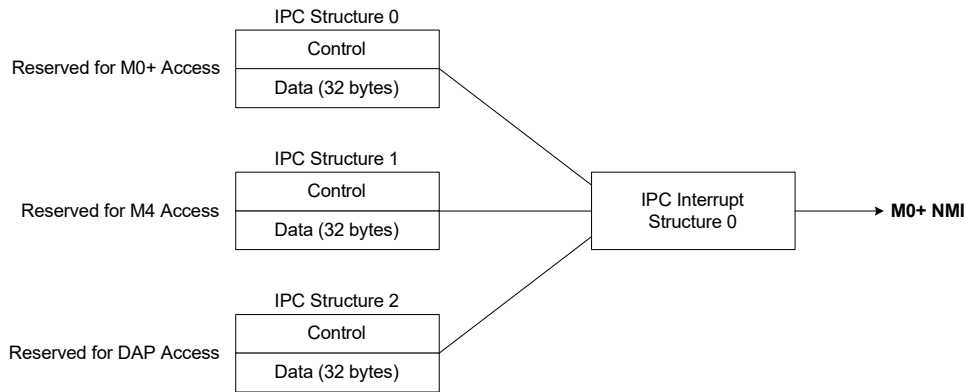 IPC Structure 0
Control
Reserved for M0+ Access
Data (32 bytes)
IPC Structure 1
Control
Reserved for M4 Access
Data (32 bytes)
IPC Interrupt
Structure 0
M0+ NMI
IPC Structure 2
Control
Reserved for DAP Access
Data (32 bytes)